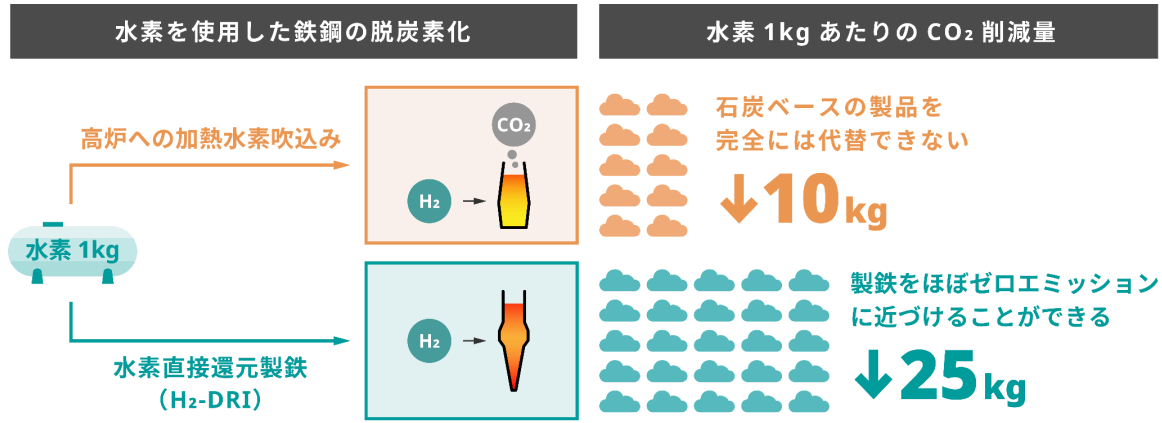 水素を使用した鉄鋼の脱炭素化
水素 1kg あたりの CO₂ 削減量
高炉への加熱水素吹込み
CO₂
H₂
石炭ベースの製品を
完全には代替できない
↓10 kg
水素 1kg
水素直接還元製鉄
（H₂-DRI）
H₂
製鉄をほぼゼロエミッション
に近づけることができる
↓25 kg